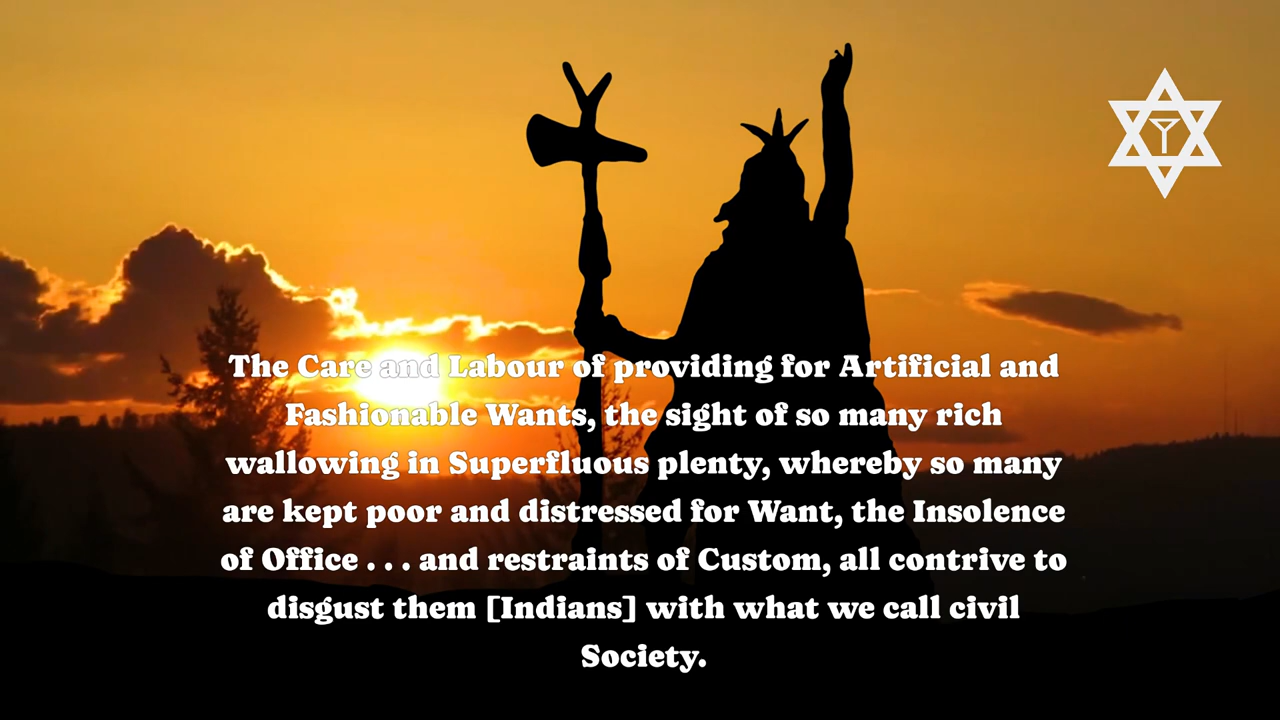 The Care and Labour of providing for Artificial and
Fashionable Wants, the sight of so many rich
wallowing in Superfluous plenty, whereby so many
are kept poor and distressed for Want, the Insolence
of Office . . . and restraints of Custom, all contrive to
disgust them [Indians] with what we call civil
Society.